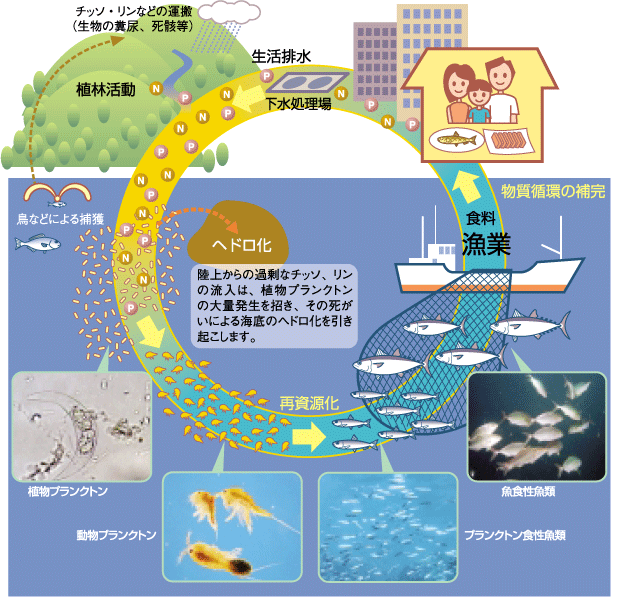 チッソ・リンなどの運搬
（生物の糞尿、死骸等）
植林活動
生活排水
下水処理場
N
P
N
P
N
P
N
P
N
P
N
P
N
P
N
P
N
P
N
P
物質循環の補完
食料
漁業
鳥などによる捕獲
ヘドロ化
陸上からの過剰なチッソ、リン
の流入は、植物プランクトン
の大量発生を招き、その死が
いによる海底のヘドロ化を引き
起こします。
再資源化
植物プランクトン
動物プランクトン
プランクトン食性魚類
魚食性魚類